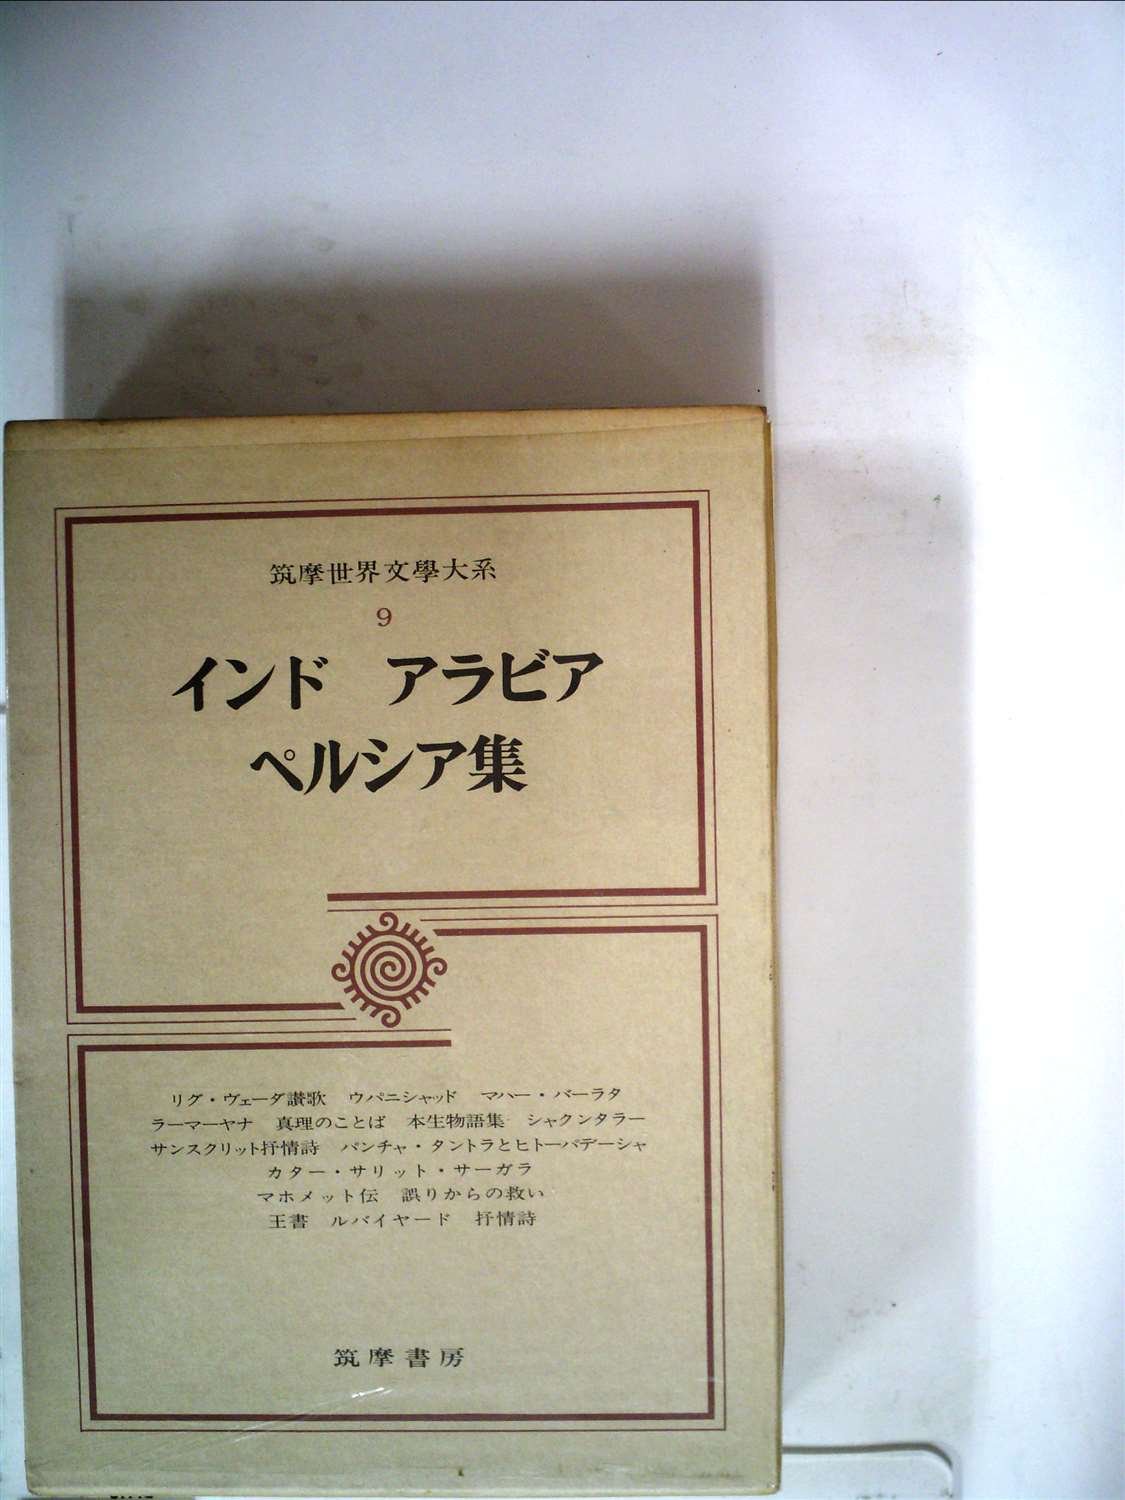 筑摩世界文學大系
9
インド アラビア
ペルシア集
リグ・ヴェーダ讃歌 ウパニシャッド マハー・バーラタ
ラーマーヤナ 真理のことば 本生物語集 シャクンタラー
サンスクリット抒情詩 パンチャ・タントラとヒトーパデーシャ
カター・サリット・サーガラ
マホメット伝 誤りからの救い
王書 ルバイヤード 抒情詩
筑摩書房